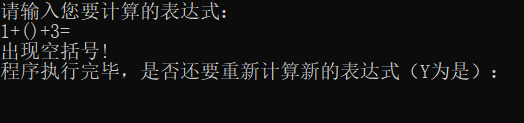 请输入您要计算的表达式:
1+()+3=
出现空括号!
程序执行完毕，是否还要重新计算新的表达式（Y为是）: